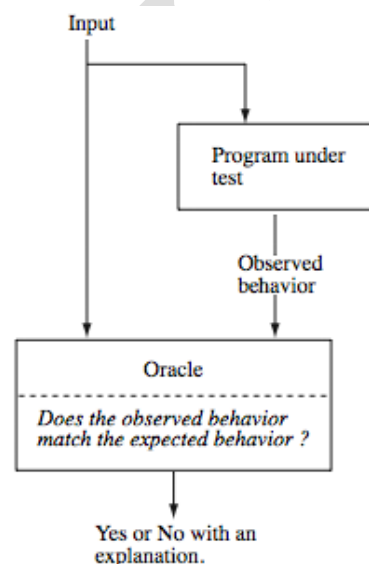 Input
Program under
test
Observed
behavior
Oracle
Does the observed behavior
match the expected behavior ?
Yes or No with an
explanation.